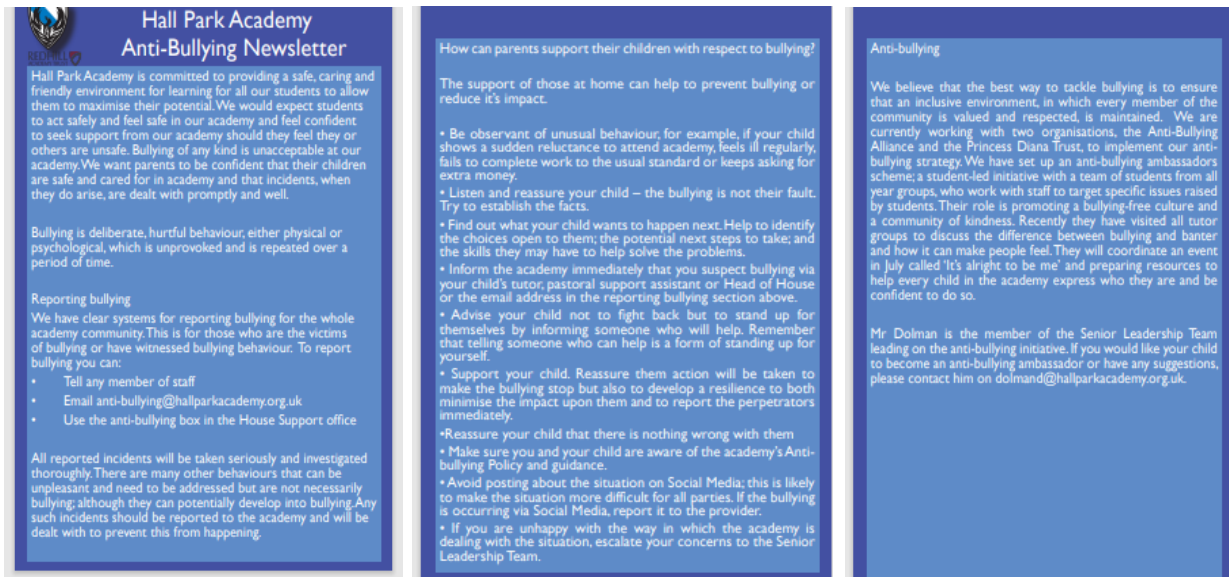 Hall Park Academy
Anti-Bullying Newsletter
REDHILL
Hall Park Academy is committed to providing a safe, caring and
friendly environment for learning for all our students to allow
them to maximise their potential. We would expect students
to act safely and feel safe in our academy and feel confident
to seek support from our academy should they feel they or
others are unsafe. Bullying of any kind is unacceptable at our
academy. We want parents to be confident that their children
are safe and cared for in academy and that incidents, when
they do arise, are dealt with promptly and well.
Bullying is deliberate, hurtful behaviour, either physical or
psychological, which is unprovoked and is repeated over a
period of time.
Reporting bullying
We have clear systems for reporting bullying for the whole
academy community. This is for those who are the victims
of bullying or have witnessed bullying behaviour. To report
bullying you can:
• Tell any member of staff
• Email anti-bullying@hallparkacademy.org.uk
• Use the anti-bullying box in the House Support office
All reported incidents will be taken seriously and investigated
thoroughly. There are many other behaviours that can be
unpleasant and need to be addressed but are not necessarily
bullying; although they can potentially develop into bullying. Any
such incidents should be reported to the academy and will be
dealt with to prevent this from happening.
How can parents support their children with respect to bullying?
The support of those at home can help to prevent bullying or
reduce it's impact.
• Be observant of unusual behaviour, for example, if your child
shows a sudden reluctance to attend academy, feels ill regularly,
fails to complete work to the usual standard or keeps asking for
extra money.
• Listen and reassure your child – the bullying is not their fault.
Try to establish the facts.
• Find out what your child wants to happen next. Help to identify
the choices open to them; the potential next steps to take; and
the skills they may have to help solve the problems.
• Inform the academy immediately that you suspect bullying via
your child's tutor, pastoral support assistant or Head of House
or the email address in the reporting bullying section above.
• Advise your child not to fight back but to stand up for
themselves by informing someone who will help. Remember
that telling someone who can help is a form of standing up for
yourself.
• Support your child. Reassure them action will be taken to
make the bullying stop but also to develop a resilience to both
minimise the impact upon them and to report the perpetrators
immediately.
•Reassure your child that there is nothing wrong with them
• Make sure you and your child are aware of the academy's Anti-
bullying Policy and guidance.
•Avoid posting about the situation on Social Media; this is likely
to make the situation more difficult for all parties. If the bullying
is occurring via Social Media, report it to the provider.
• If you are unhappy with the way in which the academy is
dealing with the situation, escalate your concerns to the Senior
Leadership Team.
Anti-bullying
We believe that the best way to tackle bullying is to ensure
that an inclusive environment, in which every member of the
community is valued and respected, is maintained. We are
currently working with two organisations, the Anti-Bullying
Alliance and the Princess Diana Trust, to implement our anti-
bullying strategy. We have set up an anti-bullying ambassadors
scheme; a student-led initiative with a team of students from all
year groups, who work with staff to target specific issues raised
by students. Their role is promoting a bullying-free culture and
a community of kindness. Recently they have visited all tutor
groups to discuss the difference between bullying and banter
and how it can make people feel. They will coordinate an event
in July called 'It's alright to be me' and preparing resources to
help every child in the academy express who they are and be
confident to do so.
Mr Dolman is the member of the Senior Leadership Team
leading on the anti-bullying initiative. If you would like your child
to become an anti-bullying ambassador or have any suggestions,
please contact him on dolmand@hallparkacademy.org.uk.